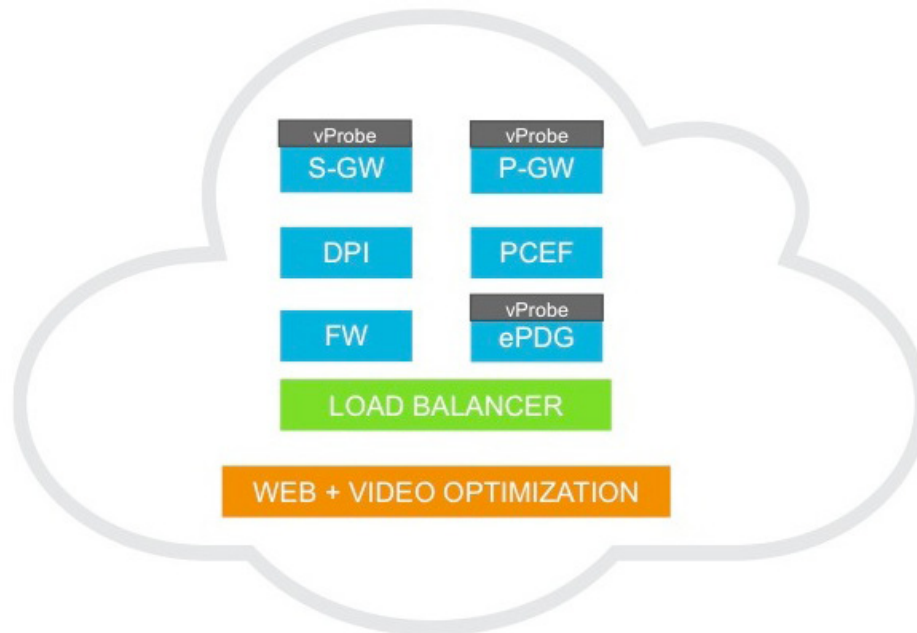 vProbe
S-GW
vProbe
P-GW
DPI
PCEF
FW
vProbe
ePDG
LOAD BALANCER
WEB + VIDEO OPTIMIZATION